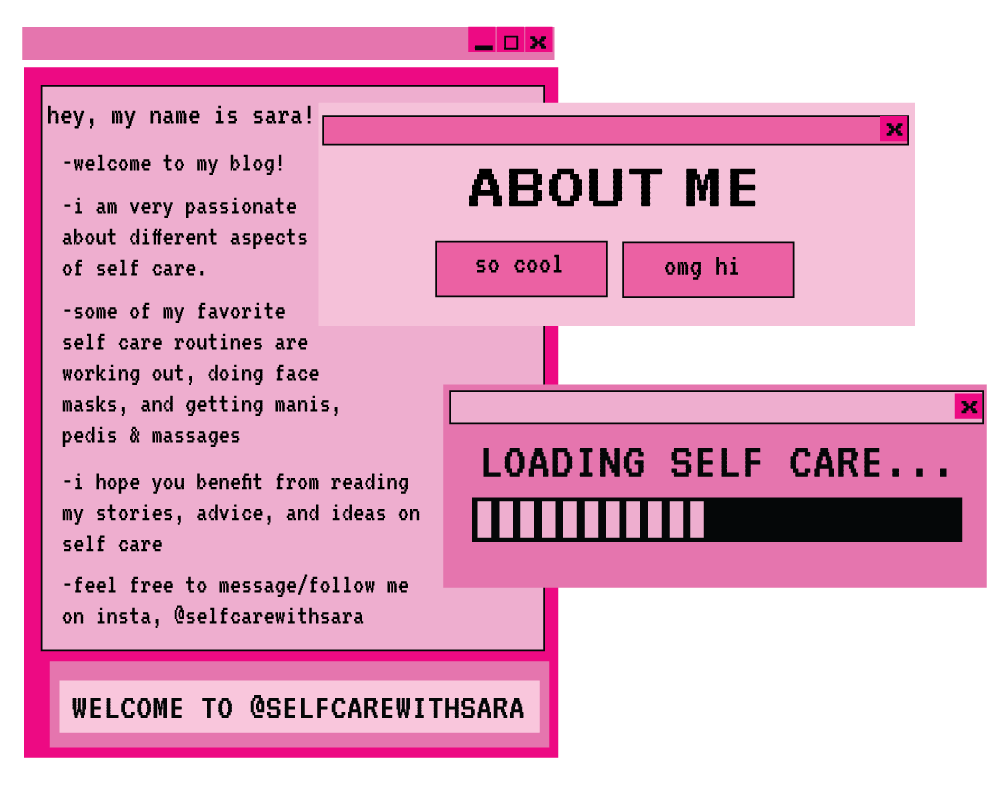 hey, my name is sara!
-welcome to my blog!
-i am very passionate
about different aspects
of self care.
-some of my favorite
self care routines are
working out, doing face
masks, and getting manis,
pedis & massages
-i hope you benefit from reading
my stories, advice, and ideas on
self care
-feel free to message/follow me
on insta, @selfcarewithsara
WELCOME TO @SELFCAREWITHSARA
ABOUT ME
so cool
omg hi
LOADING SELF CARE...